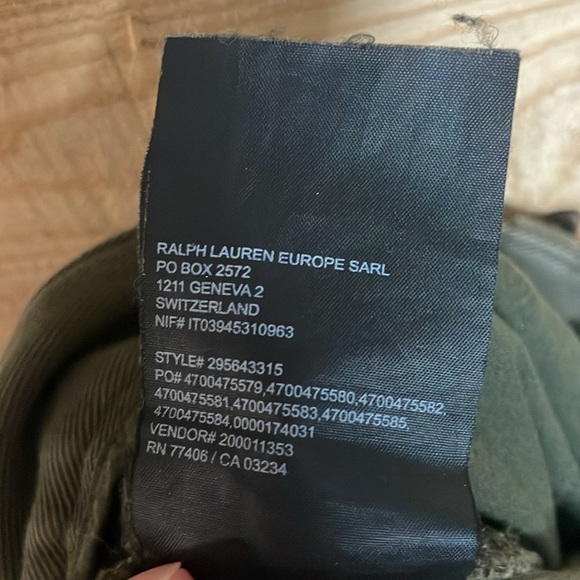 RALPH LAUREN EUROPE SARL
PO BOX 2572
1211 GENEVA 2
SWITZERLAND
NIF# IT03945310963
STYLE# 295643315
PO# 4700475579,4700475580,4700475582,
4700475581,4700475583,4700475585,
4700475584,0000174031
VENDOR# 200011353
RN 77406 / CA 03234